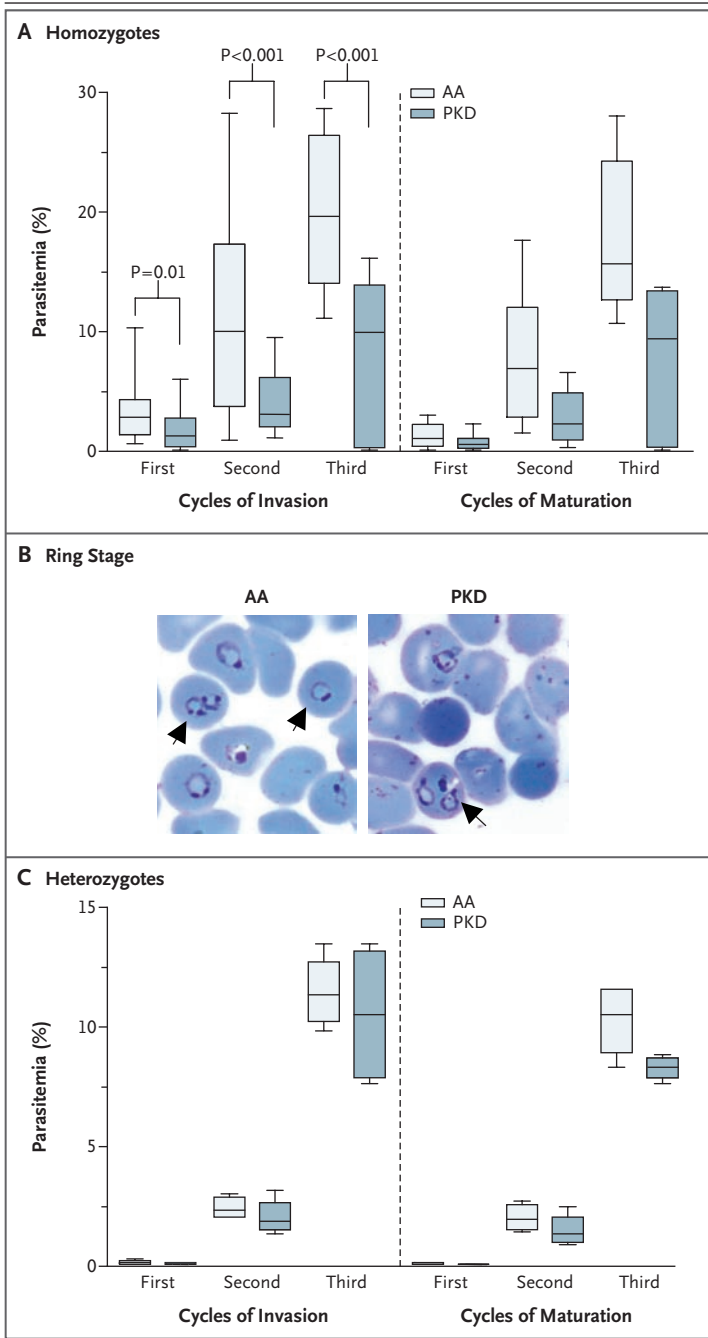 A Homozygotes
P<0.001 P<0.001
P=0.01
AA
PKD
30
20
10
0
Parasitemia (%)
First Second Third First Second Third
Cycles of Invasion Cycles of Maturation
B Ring Stage
AA PKD
C Heterozygotes
AA
PKD
15
10
5
0
Parasitemia (%)
First Second Third First Second Third
Cycles of Invasion Cycles of Maturation